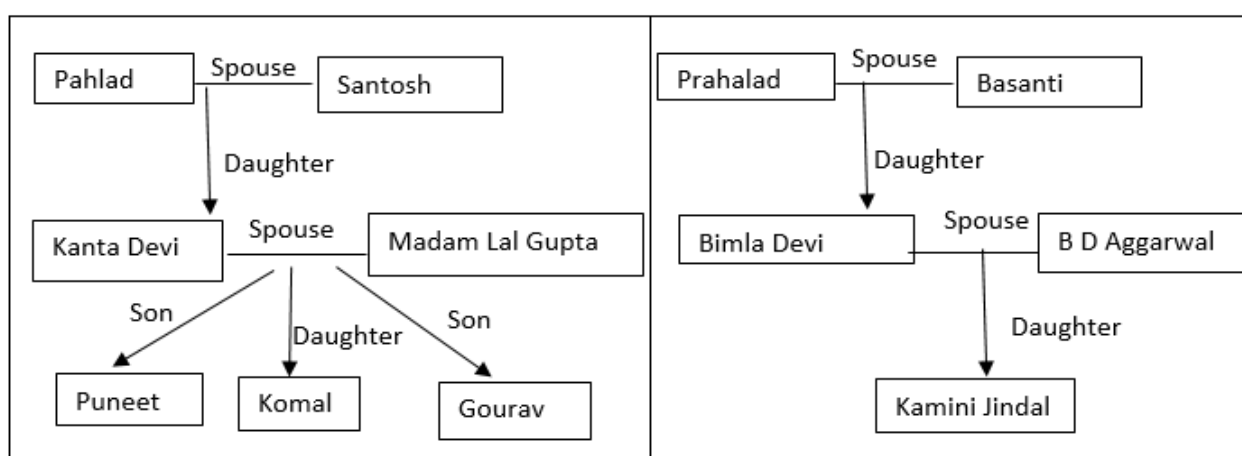 Pahlad
Spouse
Santosh
Daughter
Kanta Devi
Spouse
Madam Lal Gupta
Son
Daughter
Son
Puneet
Komal
Gourav
Prahalad
Spouse
Basanti
Daughter
Bimla Devi
Spouse
B D Aggarwal
Daughter
Kamini Jindal